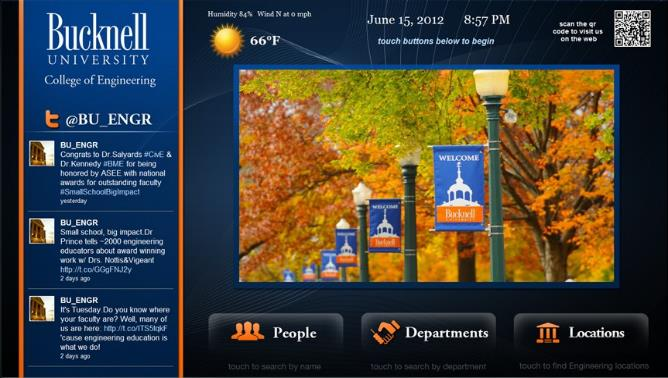 Bucknell
UNIVERSITY
College of Engineering
@BU_ENGR
BU_ENGR
Congrats to Dr.Salyards #CivE &
Dr.Kennedy #BME for being
honored by ASEE with national
awards for outstanding faculty
#SmallSchoolBigImpact
yesterday
BU_ENGR
Small school, big impact.Dr
Prince tells ~2000 engineering
educators about award winning
work w/ Drs. Nottis&Vigeant
http://t.co/GGgFNJ2y
2 days ago
BU_ENGR
It's Tuesday Do you know where
your faculty are? Well, many of
us are here:
'cause engineering education is
what we do!
2 days ago
Humidity 84% Wind N at 0 mph
66°F
June 15, 2012 8:57 PM
touch buttons below to begin
scan the qr
code to visit us
on the web
WELCOME
Bucknell
Bucknell
People
touch to search by name
Departments
touch to search by department
Locations
touch to find Engineering locations